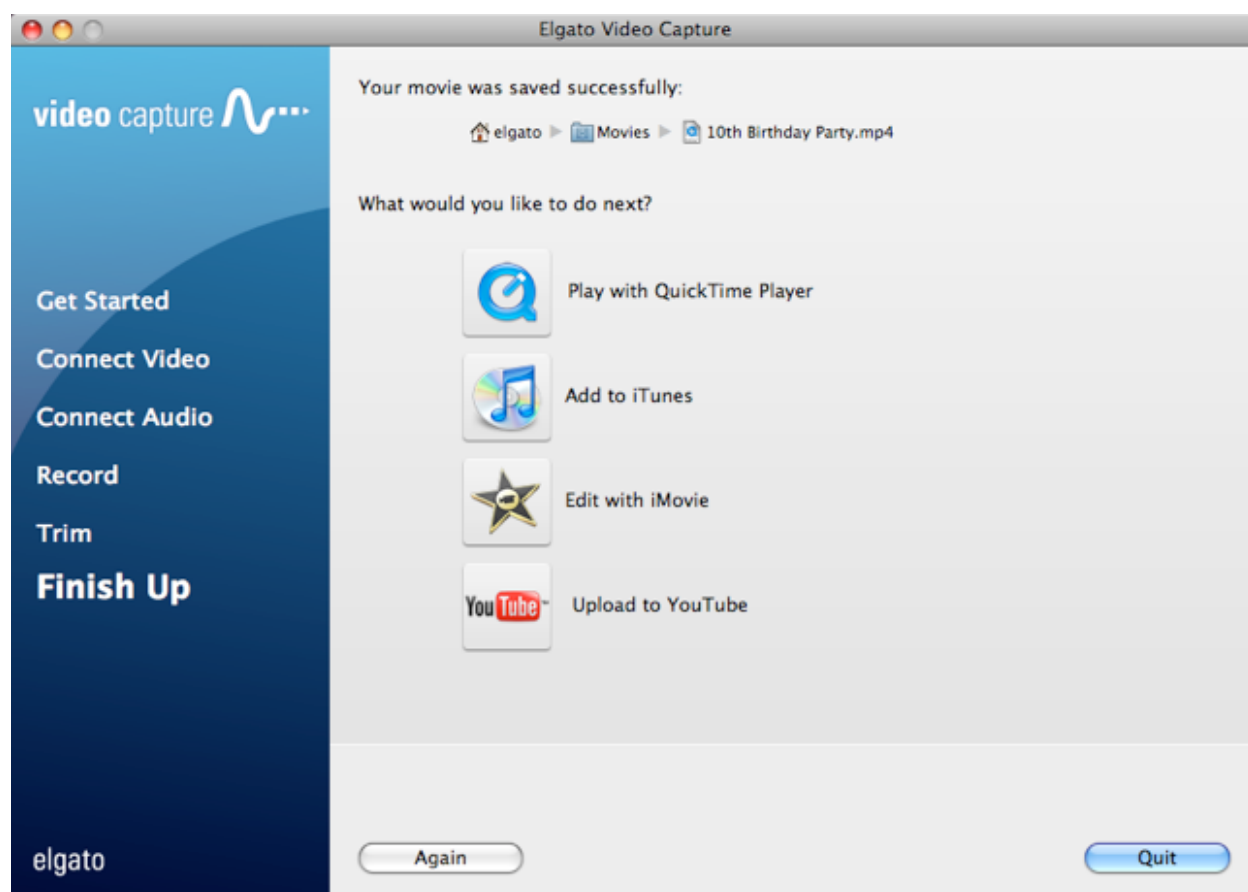 Elgato Video Capture
video capture
Get Started
Connect Video
Connect Audio
Record
Trim
Finish Up
elgato
Your movie was saved successfully:
elgato Movies 10th Birthday Party.mp4
What would you like to do next?
Play with QuickTime Player
Add to iTunes
Edit with iMovie
YouTube Upload to YouTube
Again Quit